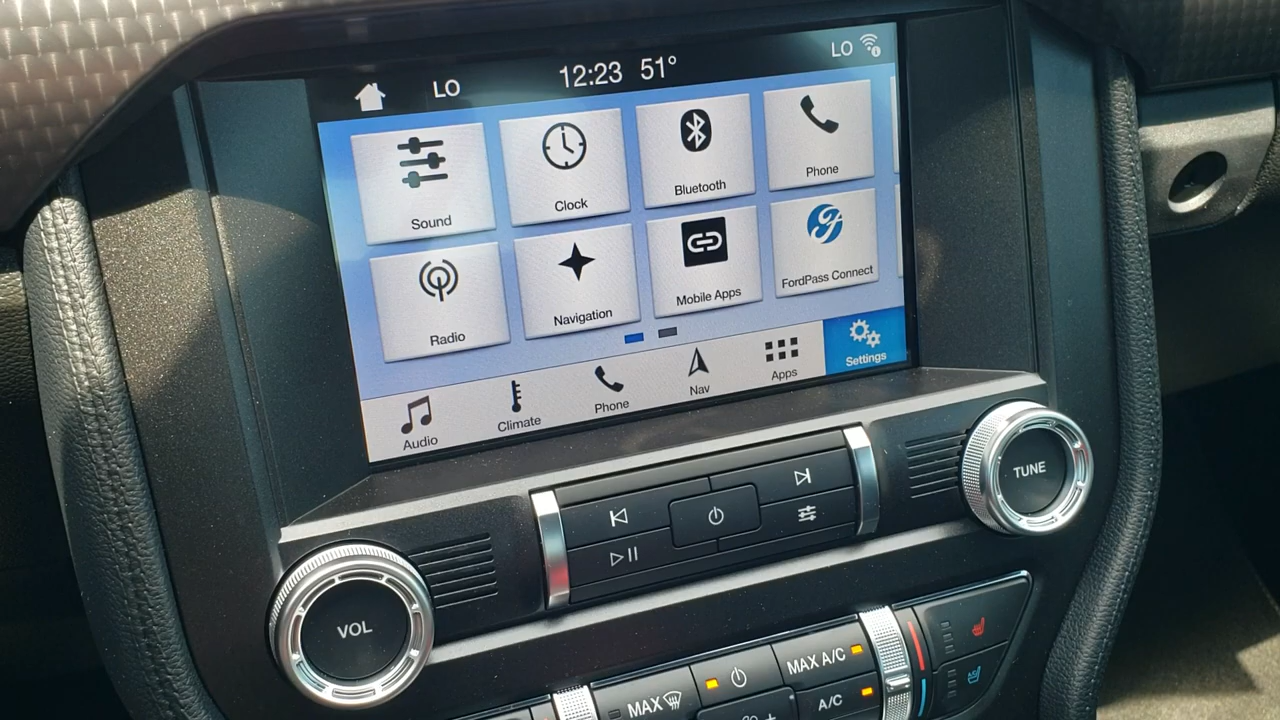 LO 12:23 51° LO
Sound Clock Bluetooth Phone
Radio Navigation Mobile Apps FordPass Connect
Audio Climate Phone Nav Apps Settings
TUNE
VOL
MAX A/C
MAX
A/C